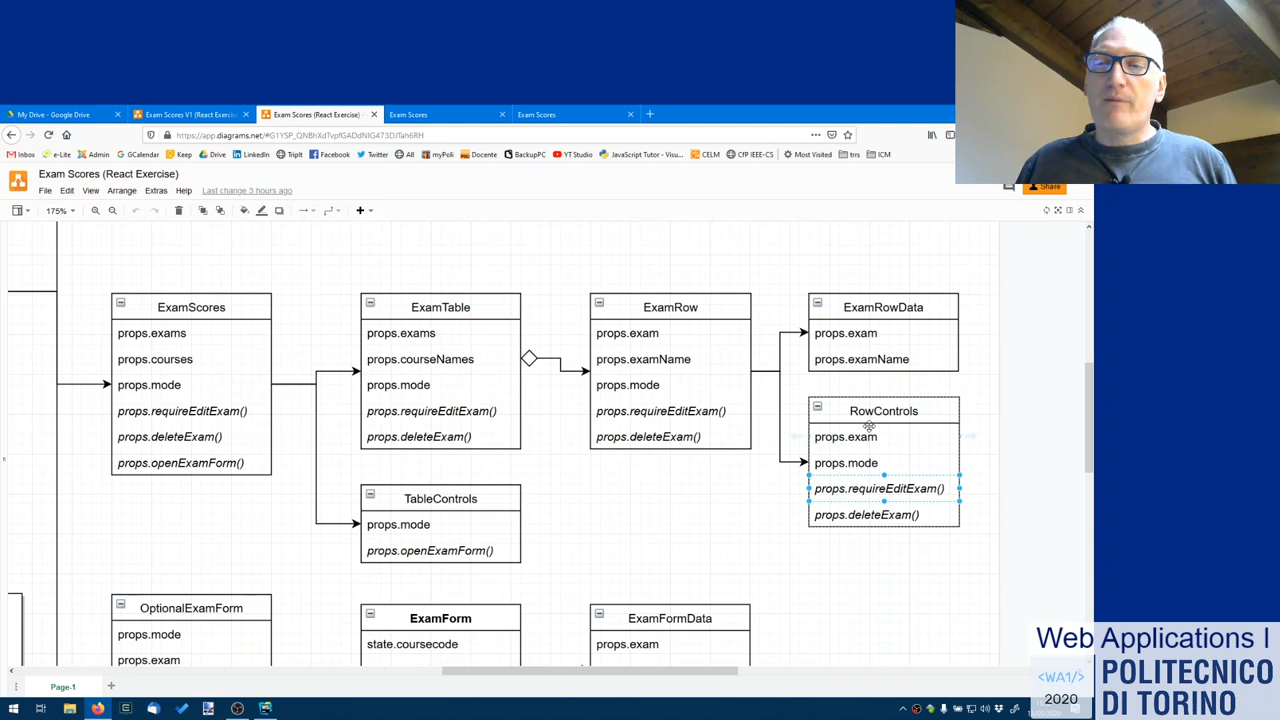 My Drive - Google Drive
Exam Scores V1 (React Exercise)
Exam Scores (React Exercise) -
Exam Scores
Exam Scores
https://app.diagrams.net/#G1YSP_QNBhXdTvpfGADdNIG473DJTah6RH
Inbox
e-Lite
Admin
GCalendar
Keep
Drive
LinkedIn
TripIt
Facebook
Twitter
All
myPoli
Docente
BackupPC
YT Studio
JavaScript Tutor - Visu...
CELM
CfP IEEE-CS
Most Visited
trrs
ICM
Exam Scores (React Exercise)
File Edit View Arrange Extras Help Last change 3 hours ago
Share
175%
ExamScores
props.exams
props.courses
props.mode
props.requireEditExam()
props.deleteExam()
props.openExamForm()
ExamTable
props.exams
props.courseNames
props.mode
props.requireEditExam()
props.deleteExam()
ExamRow
props.exam
props.examName
props.mode
props.requireEditExam()
props.deleteExam()
ExamRowData
props.exam
props.examName
RowControls
props.exam
props.mode
props.requireEditExam()
props.deleteExam()
TableControls
props.mode
props.openExamForm()
OptionalExamForm
props.mode
props.exam
ExamForm
state.coursecode
ExamFormData
props.exam
Page-1
Web Applications I
<WA1/>
2020
POLITECNICO
DI TORINO